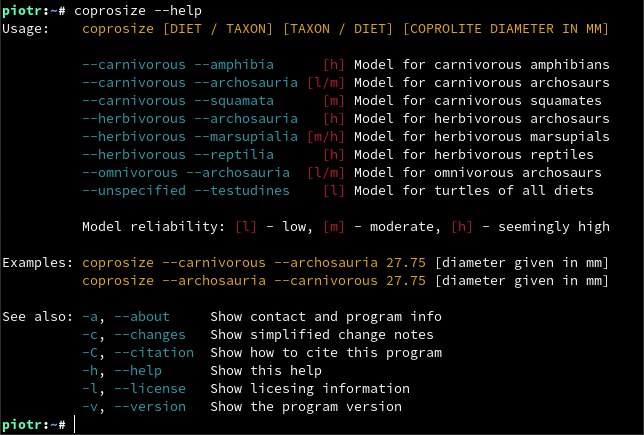 piotr:~# coprosize --help
Usage: coprosize [DIET / TAXON] [TAXON / DIET] [COPROLITE DIAMETER IN MM]
--carnivorous --amphibia [h] Model for carnivorous amphibians
--carnivorous --archosauria [l/m] Model for carnivorous archosaurs
--carnivorous --squamata [m] Model for carnivorous squamates
--herbivorous --archosauria [h] Model for herbivorous archosaurs
--herbivorous --marsupialia [m/h] Model for herbivorous marsupials
--herbivorous --reptilia [h] Model for herbivorous reptiles
--omnivorous --archosauria [l/m] Model for omnivorous archosaurs
--unspecified --testudines [l] Model for turtles of all diets
Model reliability: [l] - low, [m] - moderate, [h] - seemingly high
Examples: coprosize --carnivorous --archosauria 27.75 [diameter given in mm]
coprosize --archosauria --carnivorous 27.75 [diameter given in mm]
See also: -a, --about Show contact and program info
-c, --changes Show simplified change notes
-C, --citation Show how to cite this program
-h, --help Show this help
-l, --license Show licesing information
-v, --version Show the program version
piotr:~#